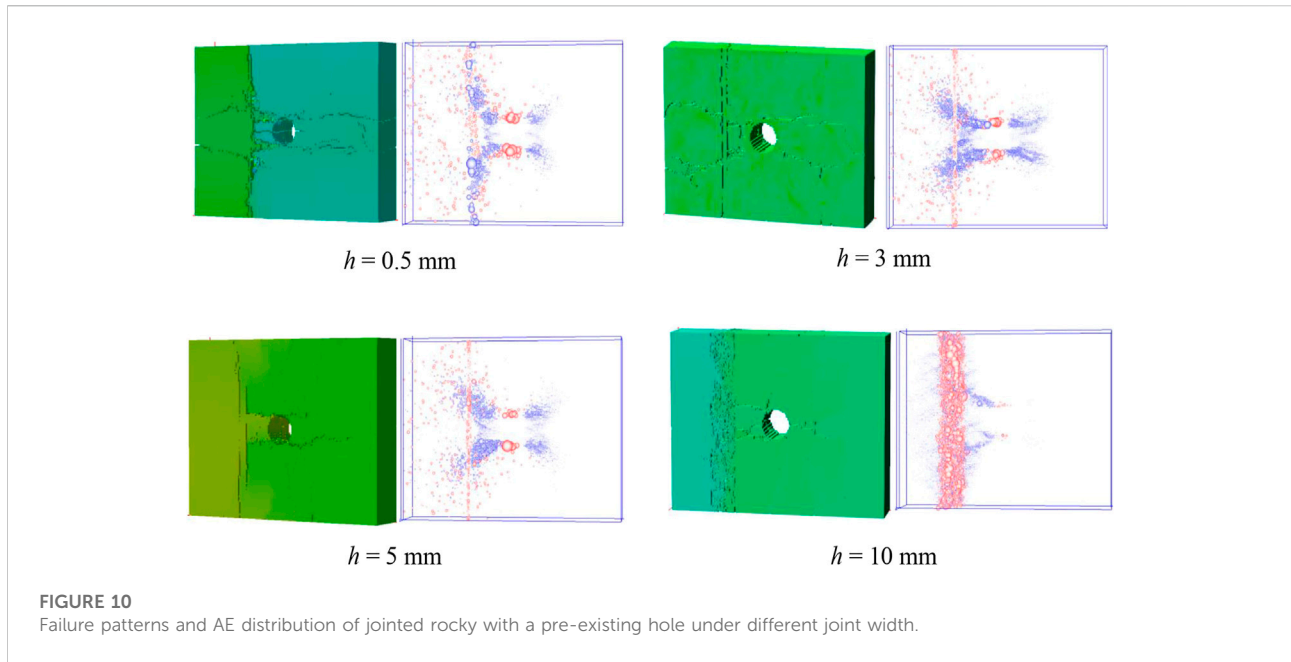 h = 0.5 mm
h = 3 mm
h = 5 mm
h = 10 mm
FIGURE 10
Failure patterns and AE distribution of jointed rocky with a pre-existing hole under different joint width.